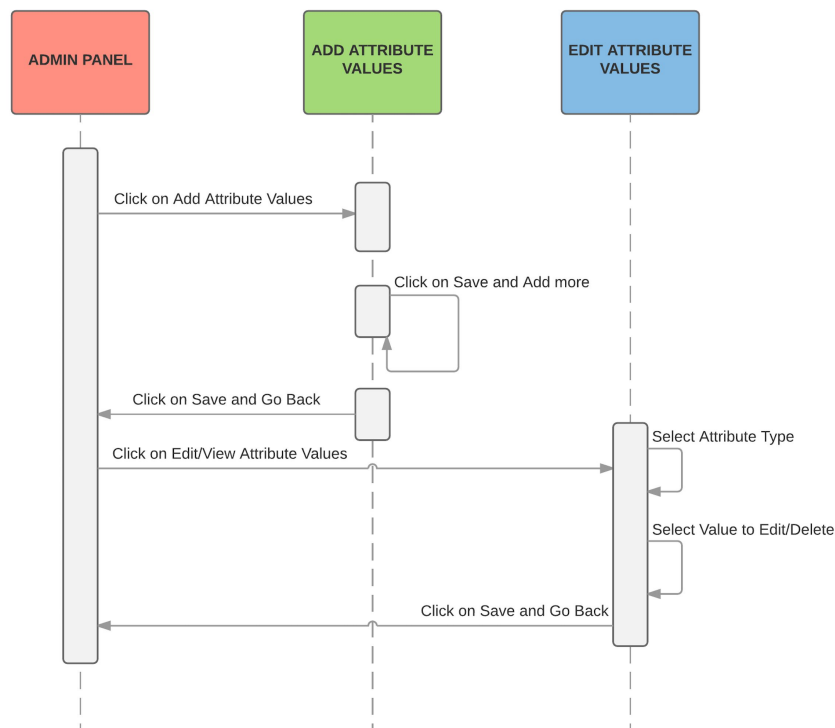 ADMIN PANEL
ADD ATTRIBUTE
VALUES
EDIT ATTRIBUTE
VALUES
Click on Add Attribute Values
Click on Save and Add more
Click on Save and Go Back
Select Attribute Type
Click on Edit/View Attribute Values
Select Value to Edit/Delete
Click on Save and Go Back